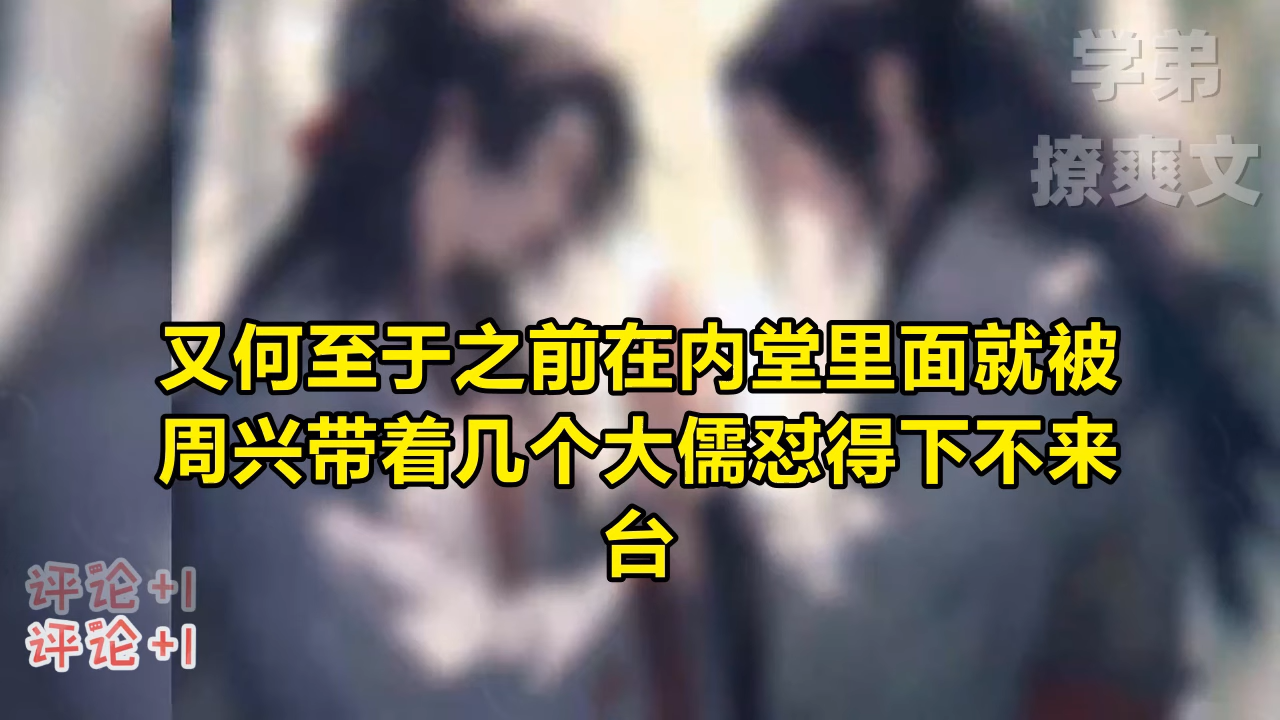 学弟
撩爽文
又何至于之前在内堂里面就被
周兴带着几个大儒怼得下不来
台
评论+1
评论+1